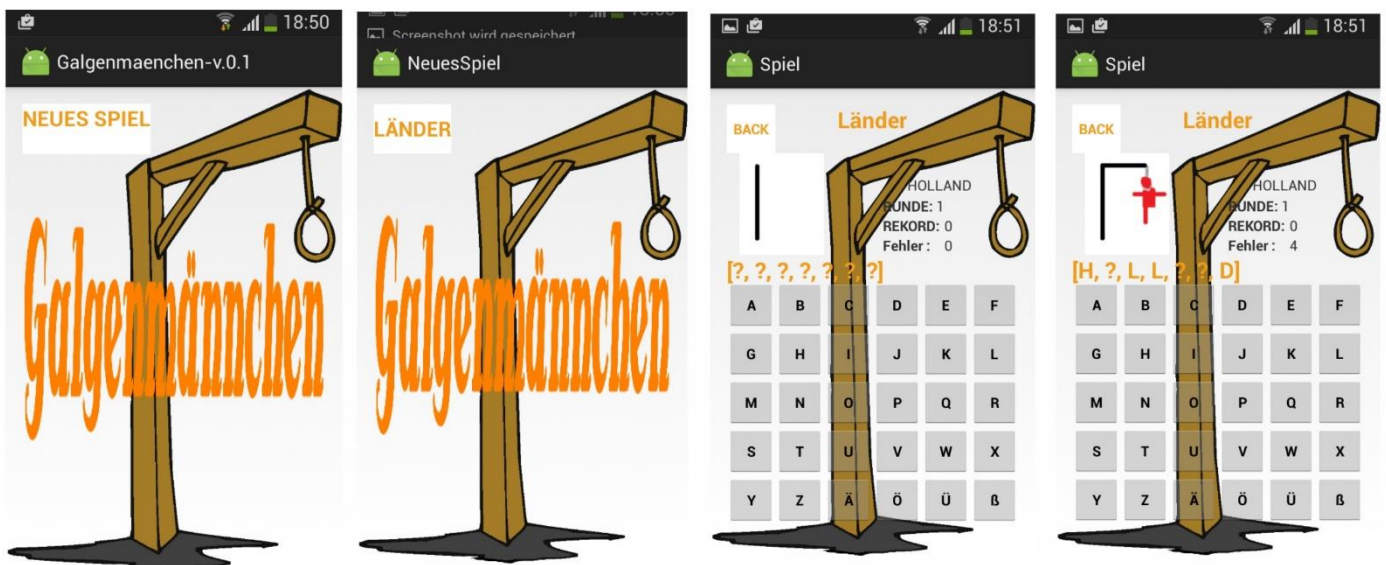 18:50
Galgenmaenchen-v.0.1
NEUES SPIEL
Galgenmännchen
Screenshot wird gespeichert
NeuesSpiel
LÄNDER
Galgenmännchen
18:51
Spiel
BACK
Länder
HOLLAND
RUNDE: 1
REKORD: 0
Fehler : 0
[?, ?, ?, ?, ?, ?, ?]
A B C D E F
G H I J K L
M N O P Q R
S T U V W X
Y Z Ä Ö Ü ß
18:51
Spiel
BACK
Länder
HOLLAND
RUNDE: 1
REKORD: 0
Fehler : 4
[H, ?, L, L, ?, ?, D]
A B C D E F
G H I J K L
M N O P Q R
S T U V W X
Y Z Ä Ö Ü ß